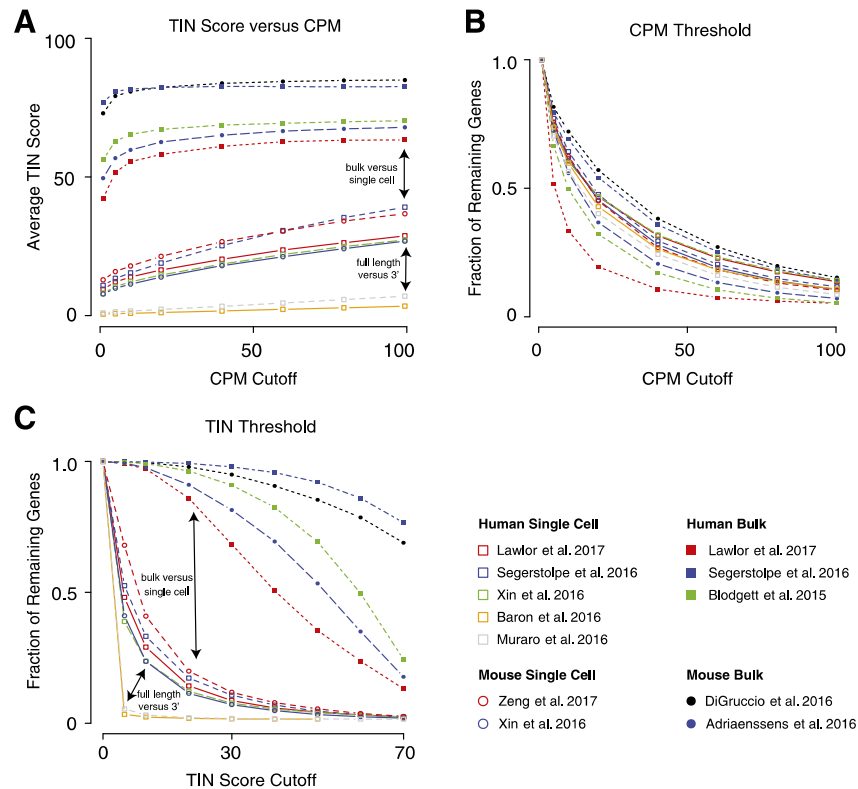 A
TIN Score versus CPM
100
50
0
Average TIN Score
bulk versus
single cell
full length
versus 3'
0
50
100
CPM Cutoff
B
CPM Threshold
1.0
0.5
0
Fraction of Remaining Genes
0
50
100
CPM Cutoff
C
TIN Threshold
1.0
0.5
0
Fraction of Remaining Genes
bulk versus
single cell
full length
versus 3'
0
30
70
TIN Score Cutoff
Human Single Cell
Lawlor et al. 2017
Segerstolpe et al. 2016
Xin et al. 2016
Baron et al. 2016
Muraro et al. 2016
Human Bulk
Lawlor et al. 2017
Segerstolpe et al. 2016
Blodgett et al. 2015
Mouse Single Cell
Zeng et al. 2017
Xin et al. 2016
Mouse Bulk
DiGruccio et al. 2016
Adriaenssens et al. 2016